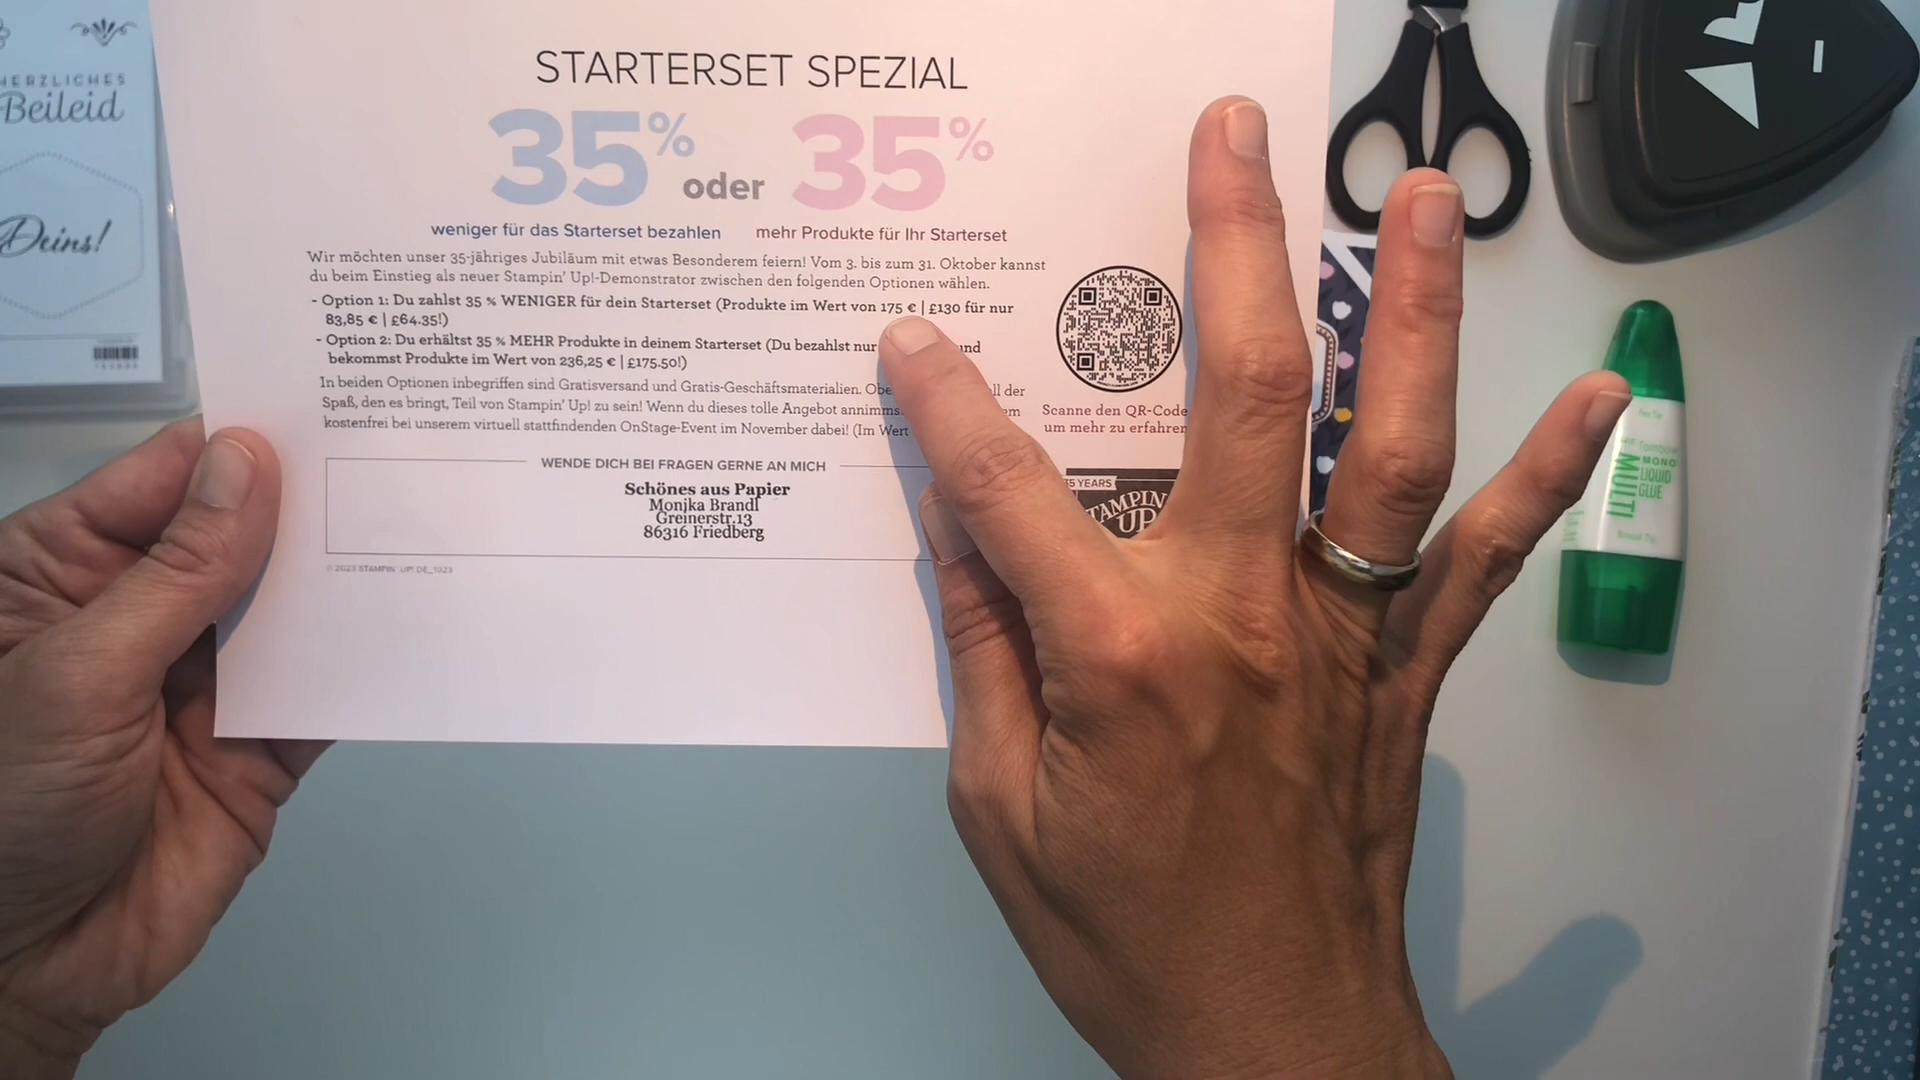 HERZLICHES
Beileid
Deins!
STARTERSET SPEZIAL
35% oder 35%
weniger für das Starterset bezahlen mehr Produkte für Ihr Starterset
Wir möchten unser 35-jähriges Jubiläum mit etwas Besonderem feiern! Vom 3. bis zum 31. Oktober kannst
du beim Einstieg als neuer Stampin' Up!-Demonstrator zwischen den folgenden Optionen wählen.
- Option 1: Du zahlst 35 % WENIGER für dein Starterset (Produkte im Wert von 175 € | £130 für nur
83,85 € | £64.35!)
- Option 2: Du erhältst 35 % MEHR Produkte in deinem Starterset (Du bezahlst nur und
bekommst Produkte im Wert von 236,25 € | £175.50!)
In beiden Optionen inbegriffen sind Gratisversand und Gratis-Geschäftsmaterialien. der
Spaß, den es bringt, Teil von Stampin' Up! zu sein! Wenn du dieses tolle Angebot annimms
kostenfrei bei unserem virtuell stattfindenden OnStage-Event im November dabei! (Im Wert
Scanne den QR-Code
um mehr zu erfahren
WENDE DICH BEI FRAGEN GERNE AN MICH
Schönes aus Papier
Monjka Brandl
Greinerstr.13
86316 Friedberg
© 2023 STAMPIN' UP! DE_1023
35 YEARS
STAMPIN'
UP
Tombow
MONO
MULTI
LIQUID
GLUE